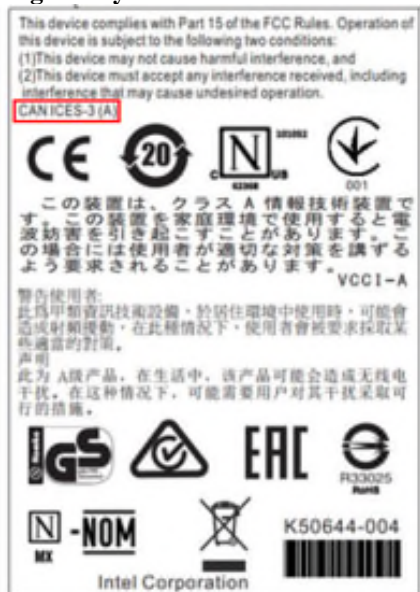 This device complies with Part 15 of the FCC Rules. Operation of
this device is subject to the following two conditions:
(1)This device may not cause harmful interference, and
(2)This device must accept any interference received, including
interference that may cause undesired operation.
CAN ICES-3 (A)
CE
20
N
101092
C
UB
001
この装置は、クラスA情報技術装置で
す。この装置を家庭環境で使用すると電
波妨害を引き起こすことがあります。こ
の場合には使用者が適切な対策を講ずる
よう要求されることがあります。
VCCI-A
警告使用者:
此為甲類資訊技術設備，於居住環境中使用時，可能會
造成射頻擾動，在此種情況下，使用者會被要求採取某
些適當的對策。
声明
此为 A级产品，在生活中，该产品可能会造成无线电
干扰。在这种情况下，可能需要用户对其干扰采取可
行的措施。
GS
EAC
R33025
RoHS
N
MX
-NOM
K50644-004
Intel Corporation